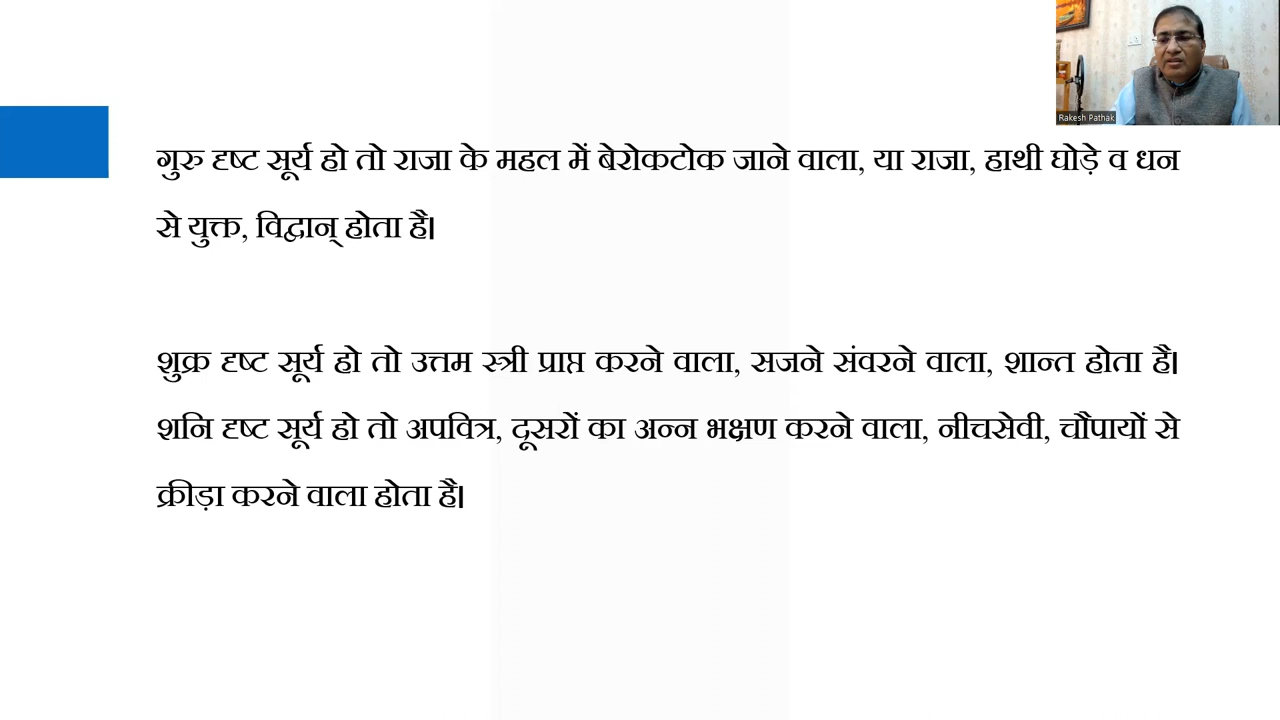 Rakesh Pathak
गुरु दृष्ट सूर्य हो तो राजा के महल में बेरोकटोक जाने वाला, या राजा, हाथी घोड़े व धन
से युक्त, विद्वान् होता है।
शुक्र दृष्ट सूर्य हो तो उत्तम स्त्री प्राप्त करने वाला, सजने संवरने वाला, शान्त होता है।
शनि दृष्ट सूर्य हो तो अपवित्र, दूसरों का अन्न भक्षण करने वाला, नीचसेवी, चौपायों से
क्रीड़ा करने वाला होता है।